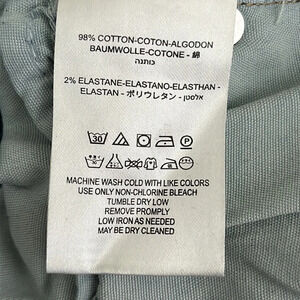 98% COTTON-COTON-ALGODON
BAUMWOLLE-COTONE - 綿
כותנה
2% ELASTANE-ELASTANO-ELASTHAN -
ELASTAN - ポリウレタン - אלסטן
30
MACHINE WASH COLD WITH LIKE COLORS
USE ONLY NON-CHLORINE BLEACH
TUMBLE DRY LOW
REMOVE PROMPLY
LOW IRON AS NEEDED
MAY BE DRY CLEANED